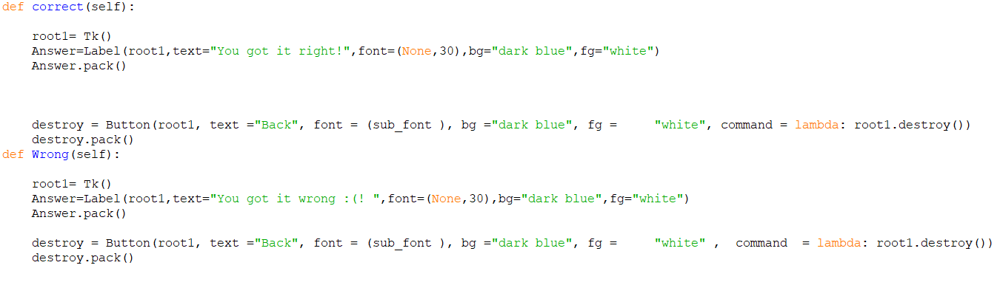 def correct(self):
    root1= Tk()
    Answer=Label(root1,text="You got it right!",font=(None,30),bg="dark blue",fg="white")
    Answer.pack()
    destroy = Button(root1, text ="Back", font = (sub_font ), bg ="dark blue", fg =     "white", command = lambda: root1.destroy())
    destroy.pack()
def Wrong(self):
    root1= Tk()
    Answer=Label(root1,text="You got it wrong :(! ",font=(None,30),bg="dark blue",fg="white")
    Answer.pack()
    destroy = Button(root1, text ="Back", font = (sub_font ), bg ="dark blue", fg =     "white" ,  command  = lambda: root1.destroy())
    destroy.pack()